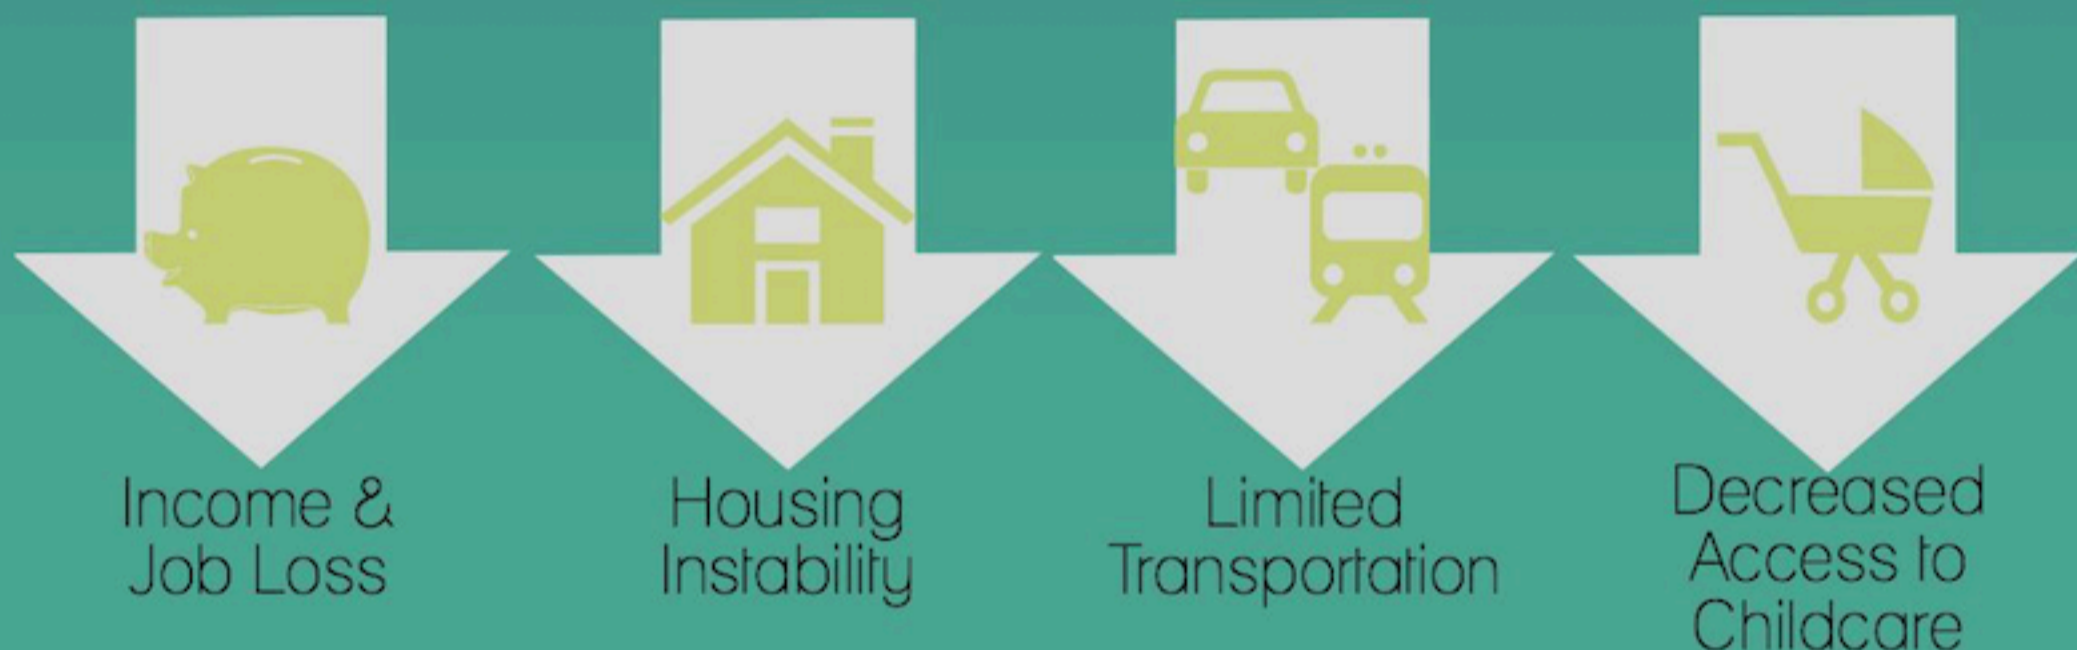 Income &
Job Loss
Housing
Instability
Limited
Transportation
Decreased
Access to
Childcare